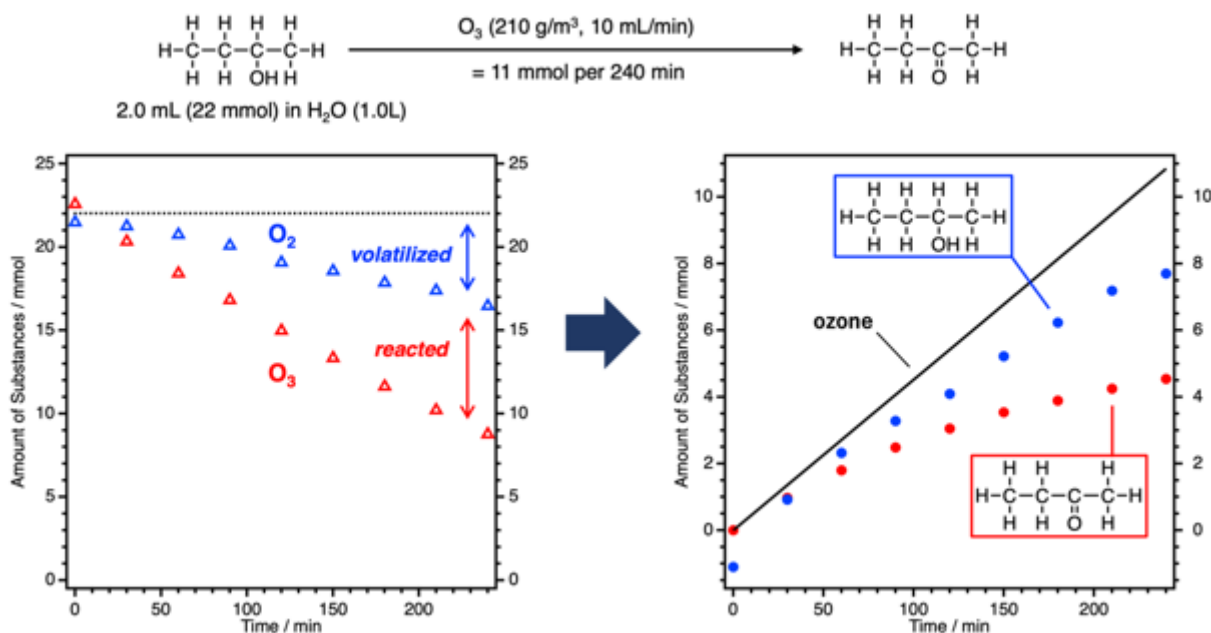 H H H H
H-C-C-C-C-H
H H OHH
2.0 mL (22 mmol) in H₂O (1.0L)
O₃ (210 g/m³, 10 mL/min)
= 11 mmol per 240 min
H H H
H-C-C-C-C-H
H H O H
25
20
15
10
5
0
Amount of Substances / mmol
O₂
volatilized
reacted
O₃
25
20
15
10
5
0
0 50 100 150 200
Time / min
10
8
6
4
2
0
Amount of Substances / mmol
H H H H
H-C-C-C-C-H
H H OHH
ozone
H H H
H-C-C-C-C-H
H H O H
10
8
6
4
2
0
0 50 100 150 200
Time / min